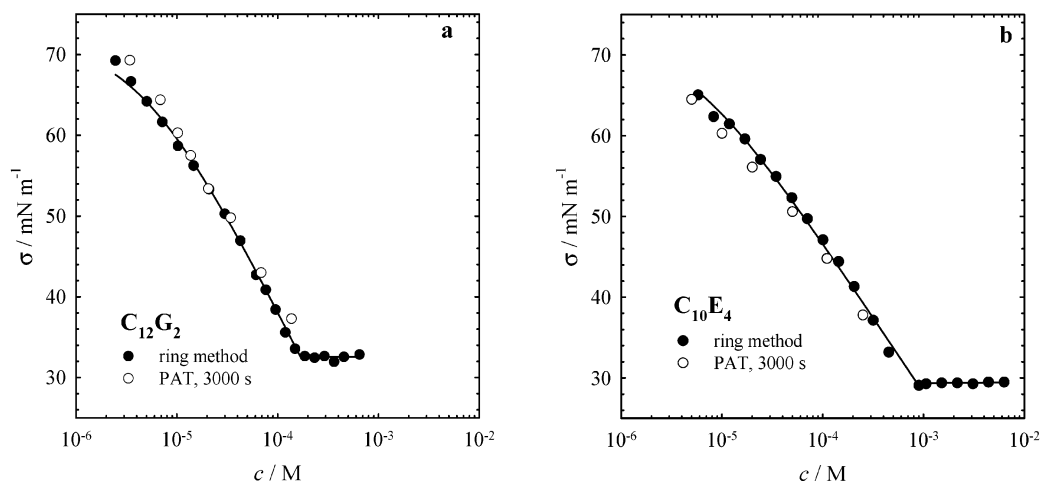 a
70
60
50
40
30
σ / mN m⁻¹
C₁₂G₂
ring method
PAT, 3000 s
10⁻⁶ 10⁻⁵ 10⁻⁴ 10⁻³ 10⁻²
c / M
b
70
60
50
40
30
σ / mN m⁻¹
C₁₀E₄
ring method
PAT, 3000 s
10⁻⁶ 10⁻⁵ 10⁻⁴ 10⁻³ 10⁻²
c / M